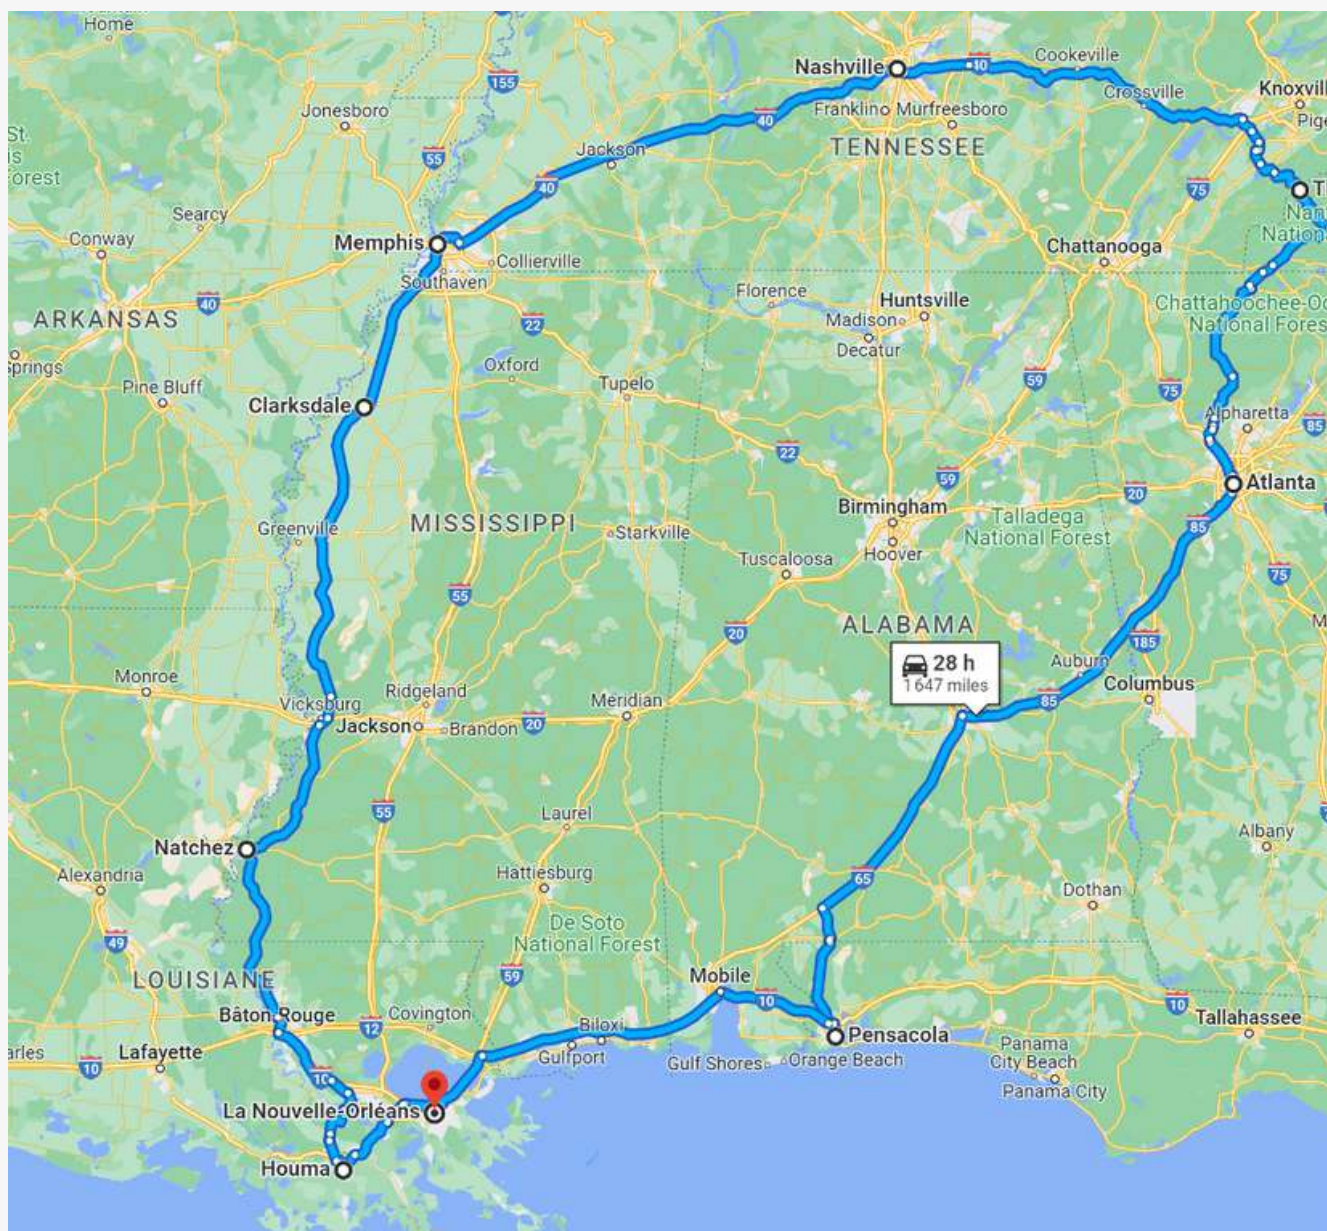 Home
155
Nashville
40
Cookeville
Knoxvill
Crossville
Pige
Franklin
Murfreesboro
Jonesboro
40
TENNESSEE
St.
is
orest
55
Jackson
40
75
Th
Nan
Nation
Searcy
Conway
Memphis
Collierville
Southaven
Chattanooga
40
ARKANSAS
Florence
Huntsville
Madison
Decatur
Chattahoochee-Oc
National Fores
22
Springs
Pine Bluff
Oxford
Tupelo
59
75
Clarksdale
Alpharetta
85
22
59
20
Atlanta
Birmingham
Hoover
Talladega
National Forest
85
Greenville
MISSISSIPPI
Starkville
Tuscaloosa
75
55
ALABAMA
20
185
28 h
1 647 miles
Auburn
Columbus
85
Monroe
Ridgeland
Vicksburg
Jackson
Brandon
20
Meridian
55
Laurel
Albany
Natchez
Alexandria
Hattiesburg
65
Dothan
49
De Soto
National Forest
LOUISIANE
59
Mobile
10
10
Bâton-Rouge
12
Covington
Biloxi
Gulfport
Pensacola
Tallahassee
arles
Lafayette
10
10
Gulf Shores
Orange Beach
Panama
City Beach
Panama City
La Nouvelle-Orléans
Houma